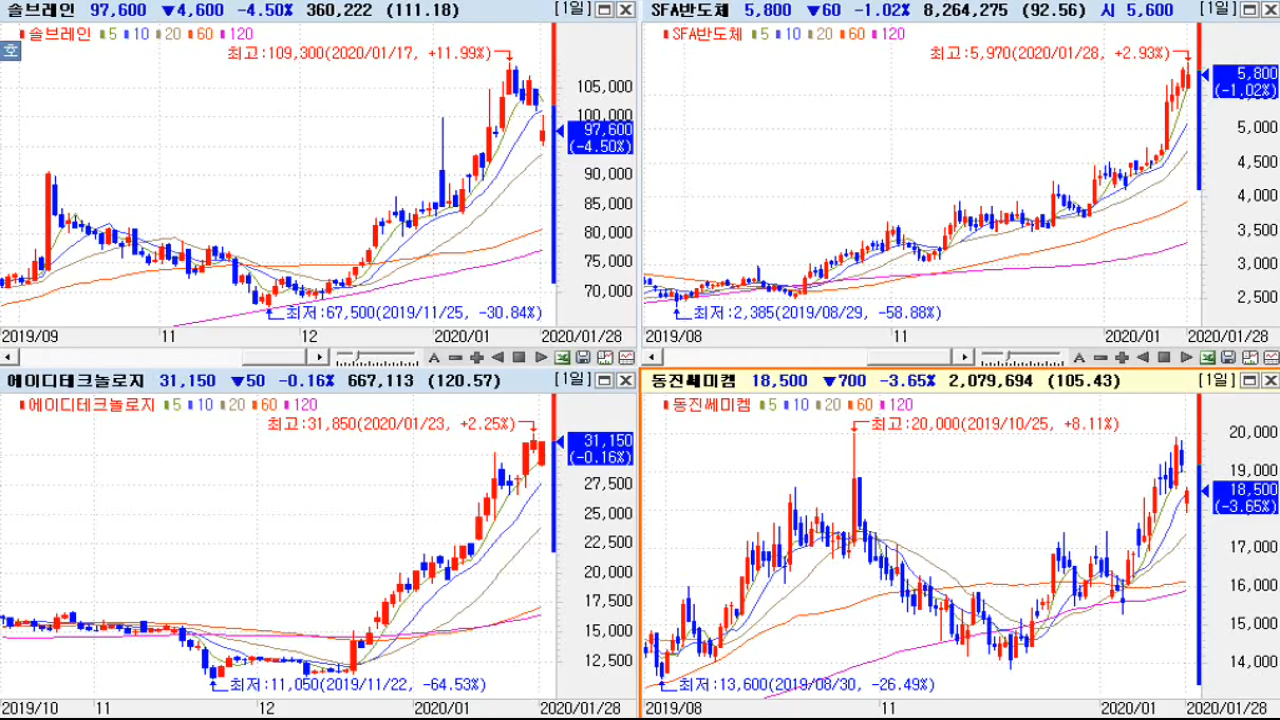 솔브레인 97,600 ▼4,600 -4.50% 360,222 (111.18) [1일]
솔브레인 5 10 20 60 120
호
최고:109,300(2020/01/17, +11.99%)
105,000
100,000
97,600
(-4.50%)
90,000
85,000
80,000
75,000
70,000
최저:67,500(2019/11/25, -30.84%)
2019/09 11 12 2020/01 2020/01/28
SFA반도체 5,800 ▼60 -1.02% 8,264,275 (92.56) 시 5,600 [1일]
SFA반도체 5 10 20 60 120
최고:5,970(2020/01/28, +2.93%)
5,800
(-1.02%)
5,000
4,500
4,000
3,500
3,000
2,500
최저:2,385(2019/08/29, -58.88%)
2019/08 11 2020/01 2020/01/28
A
A
에이디테크놀로지 31,150 ▼50 -0.16% 667,113 (120.57) [1일]
에이디테크놀로지 5 10 20 60 120
최고:31,850(2020/01/23, +2.25%)
31,150
(-0.16%)
27,500
25,000
22,500
20,000
17,500
15,000
12,500
최저:11,050(2019/11/22, -64.53%)
2019/10 11 12 2020/01 2020/01/28
동진쎄미켐 18,500 ▼700 -3.65% 2,079,694 (105.43) [1일]
동진쎄미켐 5 10 20 60 120
최고:20,000(2019/10/25, +8.11%)
20,000
19,000
18,500
(-3.65%)
17,000
16,000
15,000
14,000
최저:13,600(2019/08/30, -26.49%)
2019/08 11 2020/01 2020/01/28